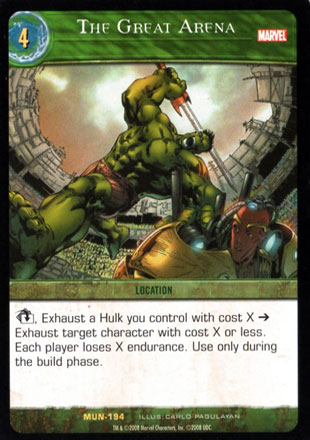 THE GREAT ARENA
4
MARVEL
LOCATION
, Exhaust a Hulk you control with cost X ➔
Exhaust target character with cost X or less.
Each player loses X endurance. Use only during
the build phase.
MUN-194 ILLUS: CARLO PAGULAYAN
TM & ©2008 Marvel Characters, Inc. ©2008 UDC.